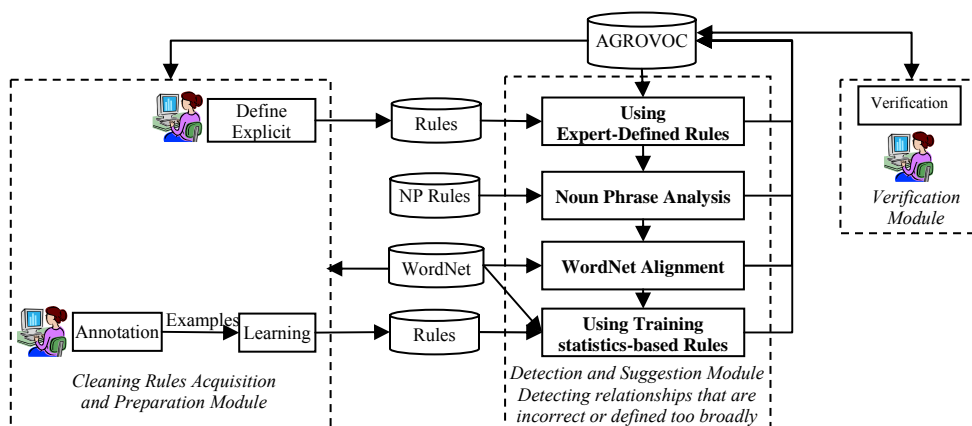 AGROVOC
Define
Explicit
Rules
Using
Expert-Defined Rules
Verification
NP Rules
Noun Phrase Analysis
Verification
Module
WordNet
WordNet Alignment
Annotation
Examples
Learning
Rules
Using Training
statistics-based Rules
Cleaning Rules Acquisition
and Preparation Module
Detection and Suggestion Module
Detecting relationships that are
incorrect or defined too broadly